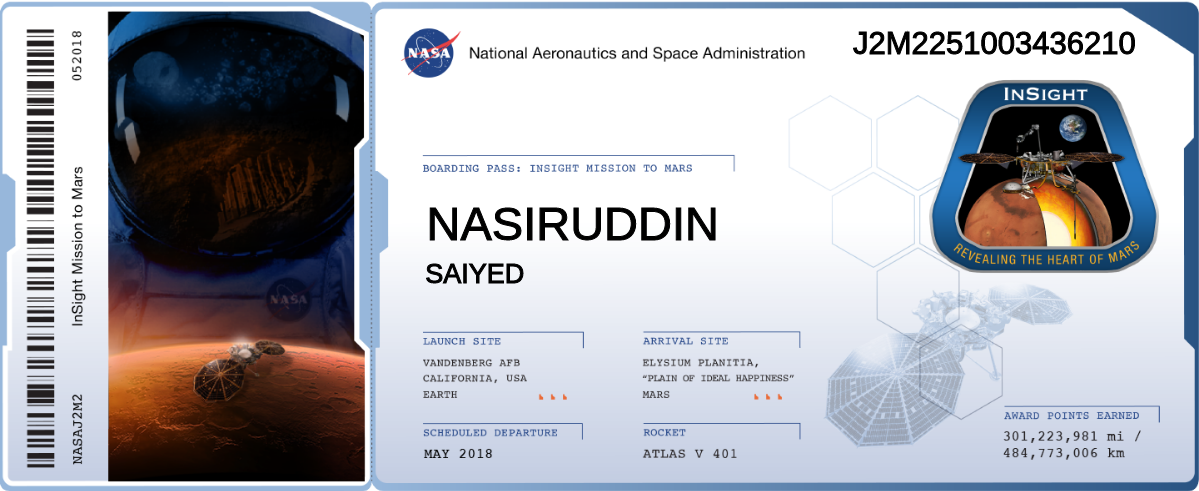 052018
InSight Mission to Mars
NASAJ2M2
NASA
NASA
National Aeronautics and Space Administration
J2M2251003436210
INSIGHT
REVEALING THE HEART OF MARS
BOARDING PASS: INSIGHT MISSION TO MARS
NASIRUDDIN
SAIYED
LAUNCH SITE
VANDENBERG AFB
CALIFORNIA, USA
EARTH
ARRIVAL SITE
ELYSIUM PLANITIA,
“PLAIN OF IDEAL HAPPINESS”
MARS
SCHEDULED DEPARTURE
MAY 2018
ROCKET
ATLAS V 401
AWARD POINTS EARNED
301,223,981 mi /
484,773,006 km